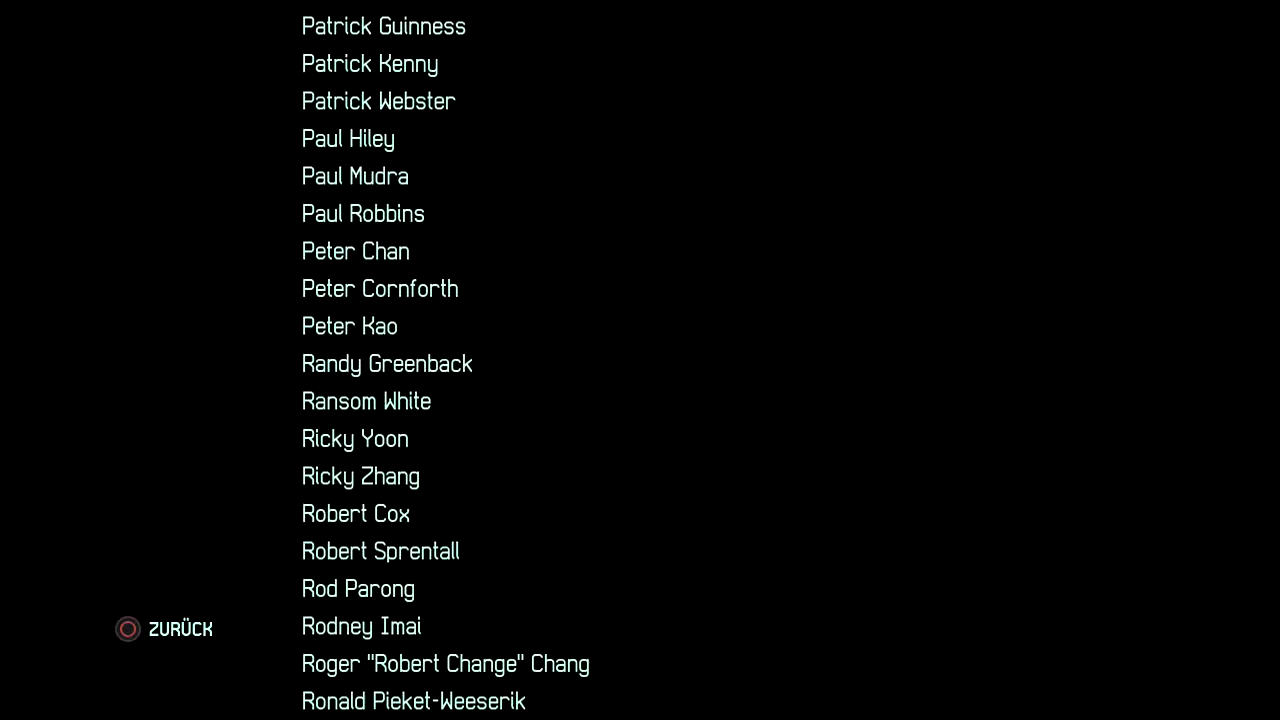 Patrick Guinness
Patrick Kenny
Patrick Webster
Paul Hiley
Paul Mudra
Paul Robbins
Peter Chan
Peter Cornforth
Peter Kao
Randy Greenback
Ransom White
Ricky Yoon
Ricky Zhang
Robert Cox
Robert Sprentall
Rod Parong
Rodney Imai
ZURÜCK
Roger "Robert Change" Chang
Ronald Pieket-Weeserik